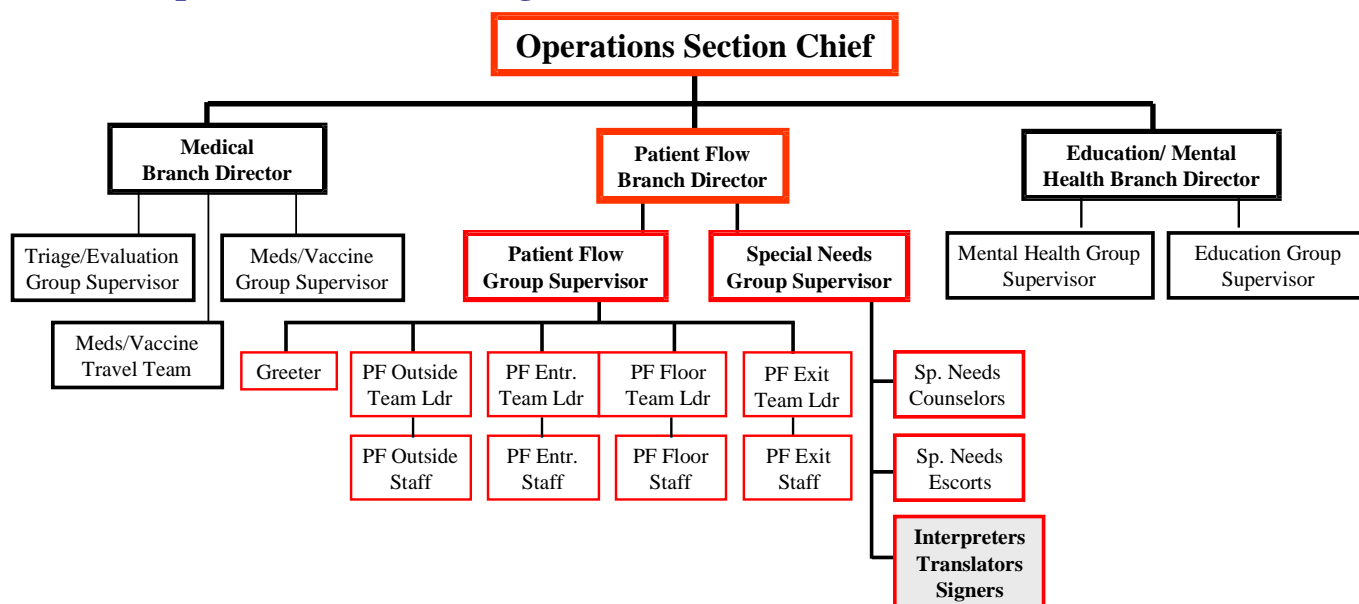 Operations Section Chief
Medical
Branch Director
Patient Flow
Branch Director
Education/ Mental
Health Branch Director
Triage/Evaluation
Group Supervisor
Meds/Vaccine
Group Supervisor
Patient Flow
Group Supervisor
Special Needs
Group Supervisor
Mental Health Group
Supervisor
Education Group
Supervisor
Meds/Vaccine
Travel Team
Greeter
PF Outside
Team Ldr
PF Entr.
Team Ldr
PF Floor
Team Ldr
PF Exit
Team Ldr
Sp. Needs
Counselors
PF Outside
Staff
PF Entr.
Staff
PF Floor
Staff
PF Exit
Staff
Sp. Needs
Escorts
Interpreters
Translators
Signers